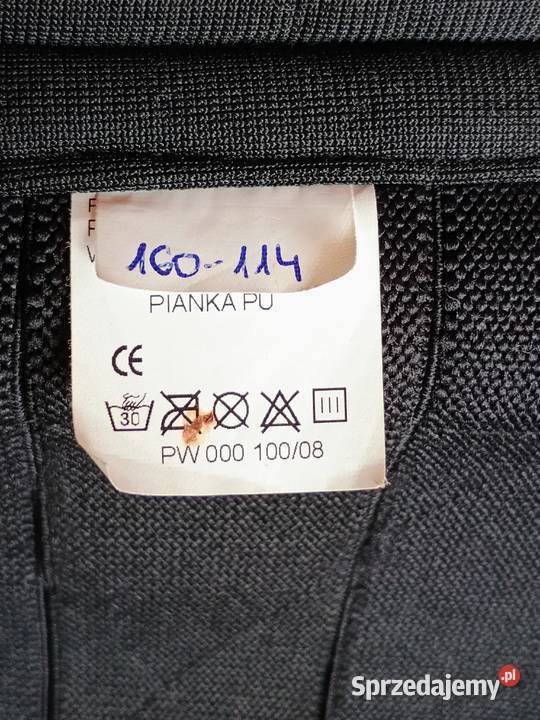 160-114
PIANKA PU
CE
30
PW 000 100/08
Sprzedajemy.pl